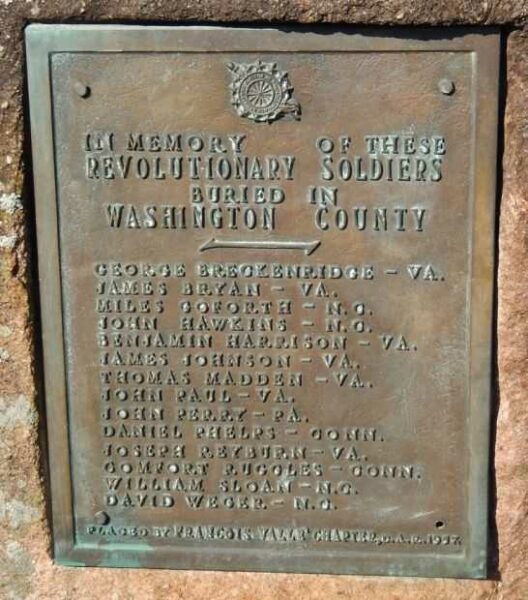 IN MEMORY OF THESE
REVOLUTIONARY SOLDIERS
BURIED IN
WASHINGTON COUNTY
GEORGE BRECKENRIDGE - VA.
JAMES BRYAN - VA.
MILES GOFORTH - N.C.
JOHN HAWKINS - N.C.
BENJAMIN HARRISON - VA.
JAMES JOHNSON - VA.
THOMAS MADDEN - VA.
JOHN PAUL - VA.
JOHN PERRY - PA.
DANIEL PHELPS - CONN.
JOSEPH REYBURN - VA.
COMFORT RUGGLES - CONN.
WILLIAM SLOAN - N.C.
DAVID WEGER - N.C.
PLACED BY FRANCOIS VALLE CHAPTER, D.A.R. 1937.